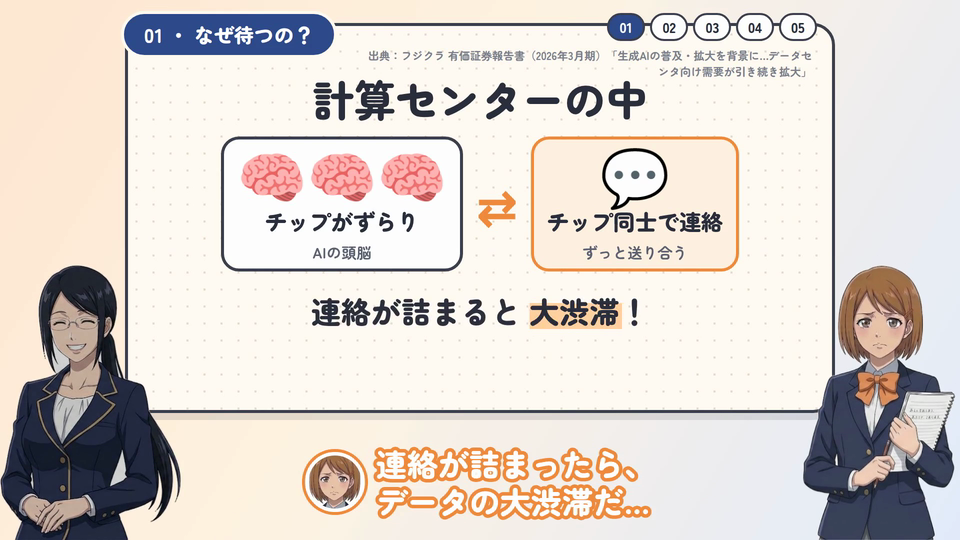 01 ・ なぜ待つの？
01 02 03 04 05
出典：フジクラ 有価証券報告書（2026年3月期）「生成AIの普及・拡大を背景に…データセ
ンタ向け需要が引き続き拡大」
計算センターの中
チップがずらり
AIの頭脳
⇄
チップ同士で連絡
ずっと送り合う
連絡が詰まると 大渋滞！
連絡が詰まったら、
データの大渋滞だ…